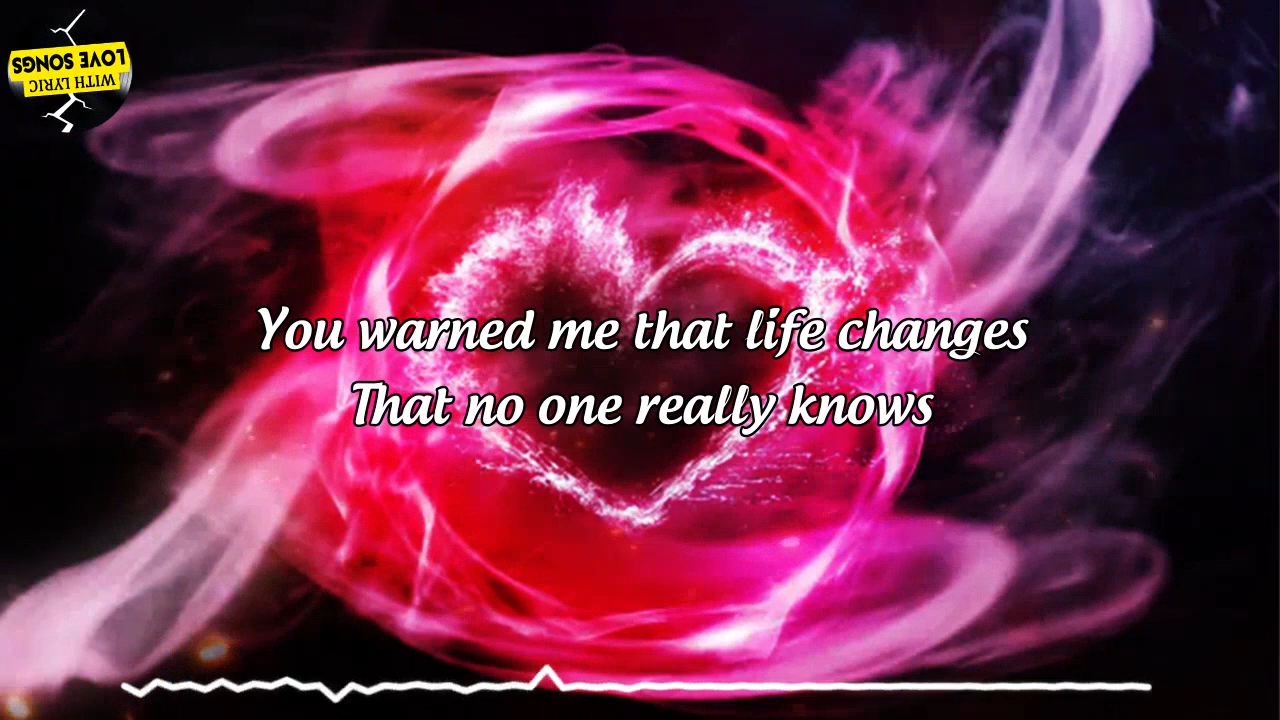 LOVE SONGS
WITH LYRIC
You warned me that life changes
That no one really knows